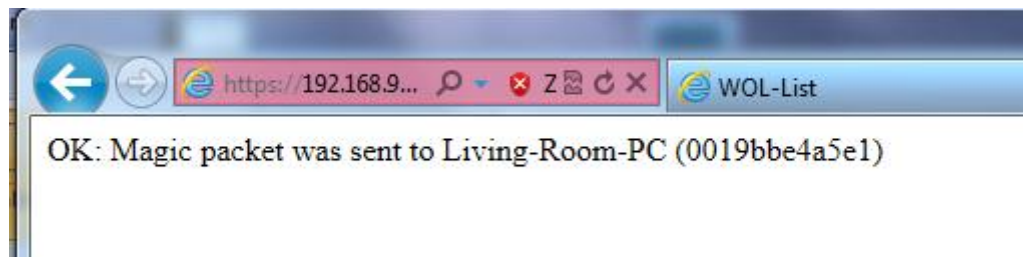 https://192.168.9... Z WOL-List
OK: Magic packet was sent to Living-Room-PC (0019bbe4a5e1)